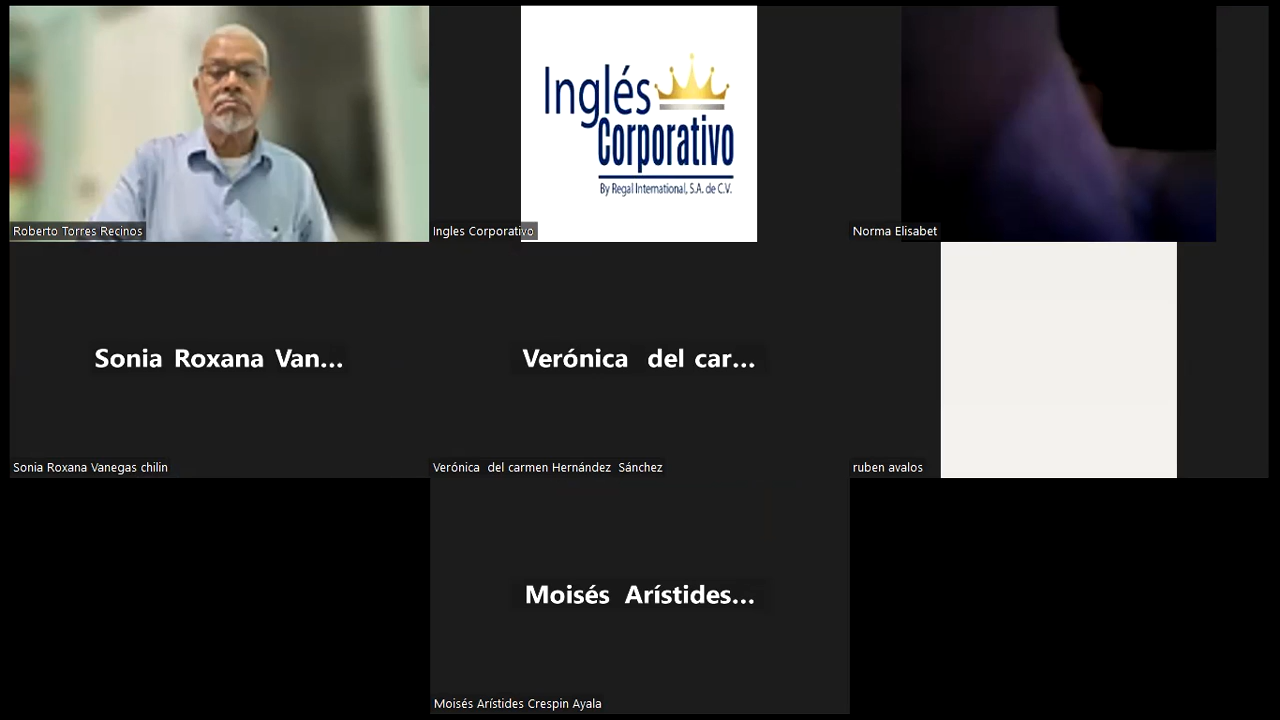 Inglés
Corporativo
By Regal International, S.A. de C.V.
Roberto Torres Recinos
Ingles Corporativo
Norma Elisabet
Sonia Roxana Van...
Verónica del car...
Sonia Roxana Vanegas chilin
Verónica del carmen Hernández Sánchez
ruben avalos
Moisés Arístides...
Moisés Arístides Crespin Ayala